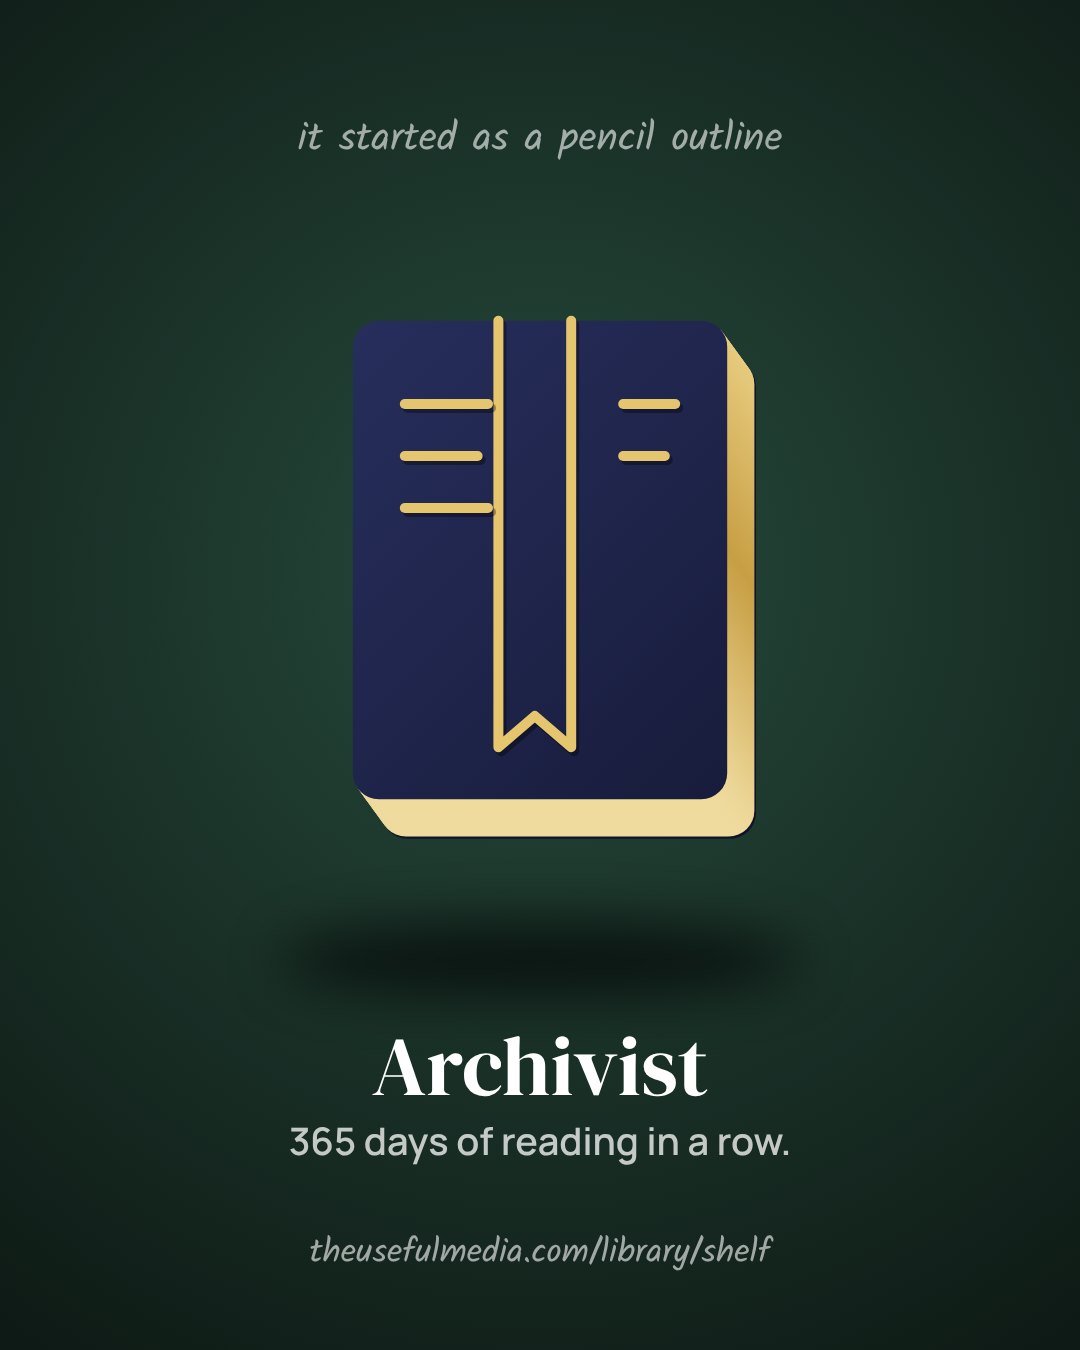 it started as a pencil outline
Archivist
365 days of reading in a row.
theusefulmedia.com/library/shelf